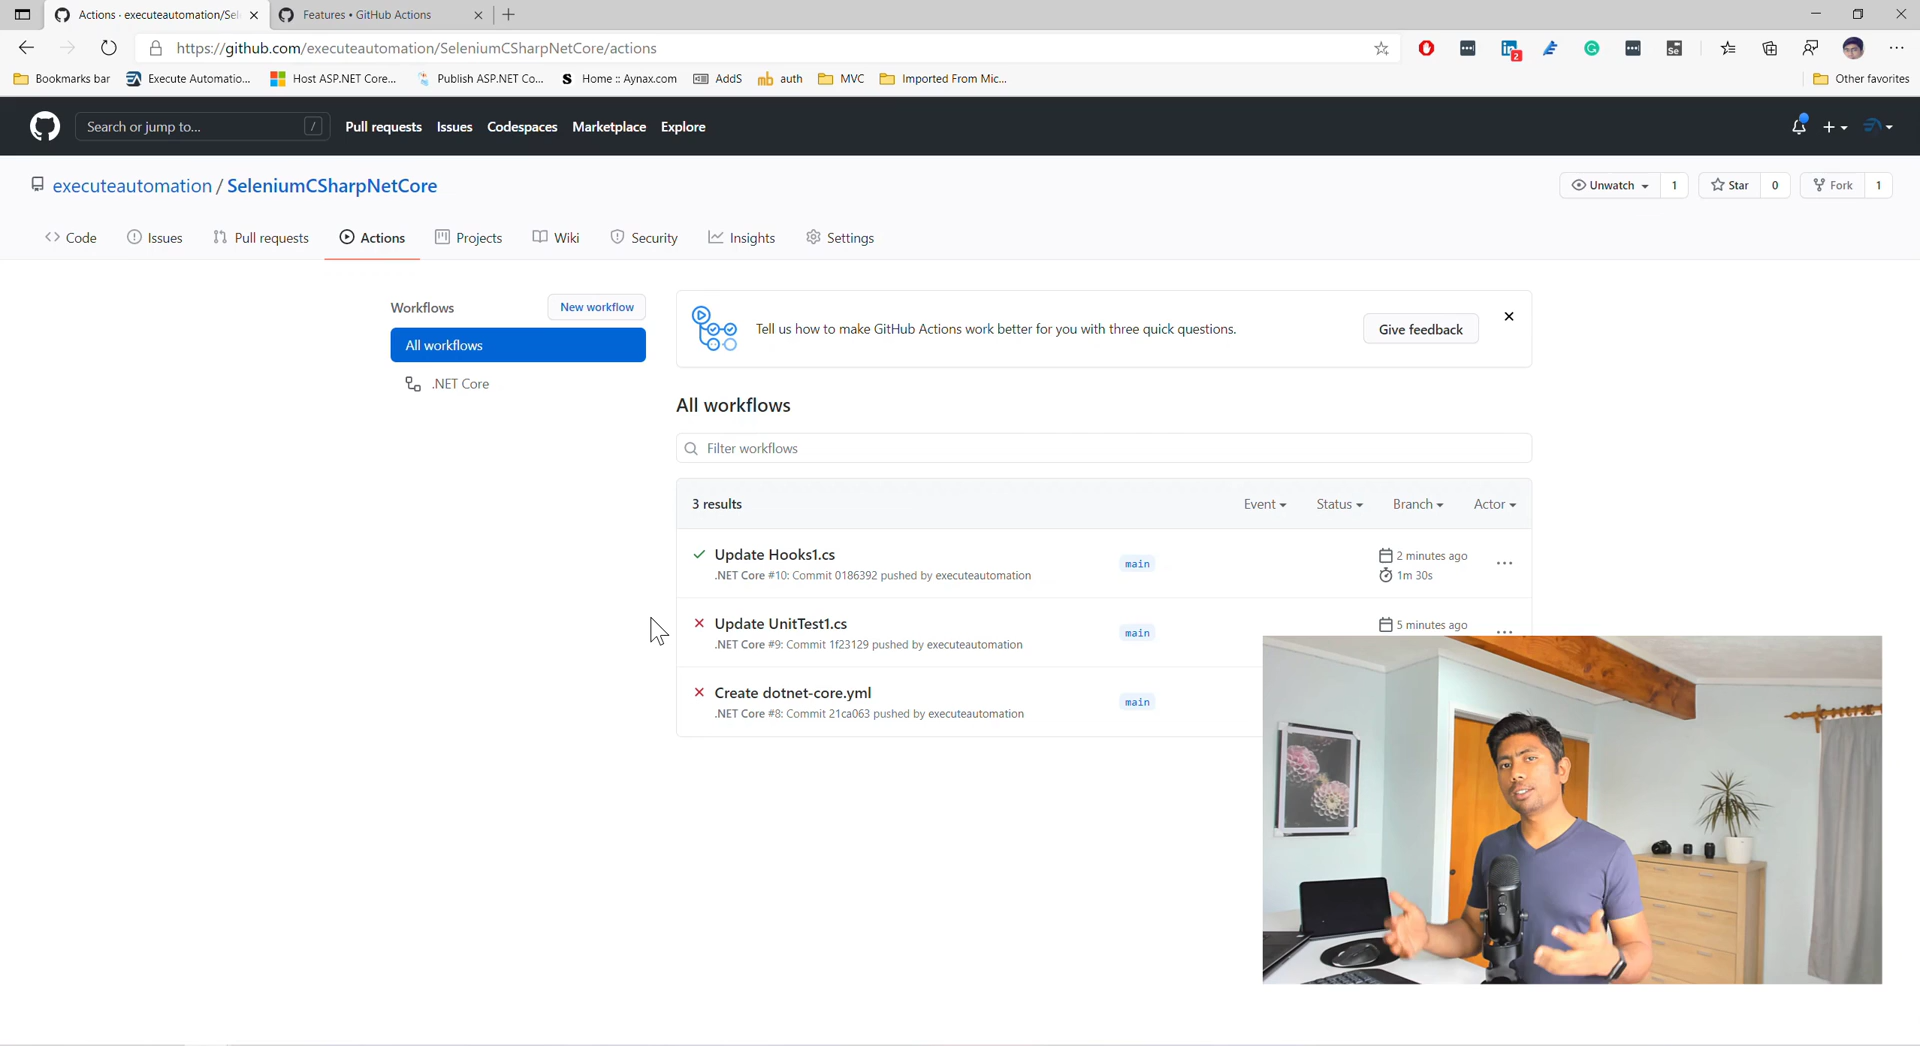 Actions · executeautomation/Sel
Features • GitHub Actions
https://github.com/executeautomation/SeleniumCSharpNetCore/actions
2
Bookmarks bar
Execute Automatio...
Host ASP.NET Core...
Publish ASP.NET Co...
S Home :: Aynax.com
AddS
mb auth
MVC
Imported From Mic...
Other favorites
Search or jump to... /
Pull requests
Issues
Codespaces
Marketplace
Explore
executeautomation / SeleniumCSharpNetCore
Unwatch 1
Star 0
Fork 1
Code
Issues
Pull requests
Actions
Projects
Wiki
Security
Insights
Settings
Workflows
New workflow
All workflows
.NET Core
Tell us how to make GitHub Actions work better for you with three quick questions.
Give feedback
All workflows
Filter workflows
3 results
Event
Status
Branch
Actor
Update Hooks1.cs
.NET Core #10: Commit 0186392 pushed by executeautomation
main
2 minutes ago
1m 30s
Update UnitTest1.cs
.NET Core #9: Commit 1f23129 pushed by executeautomation
main
5 minutes ago
Create dotnet-core.yml
.NET Core #8: Commit 21ca063 pushed by executeautomation
main